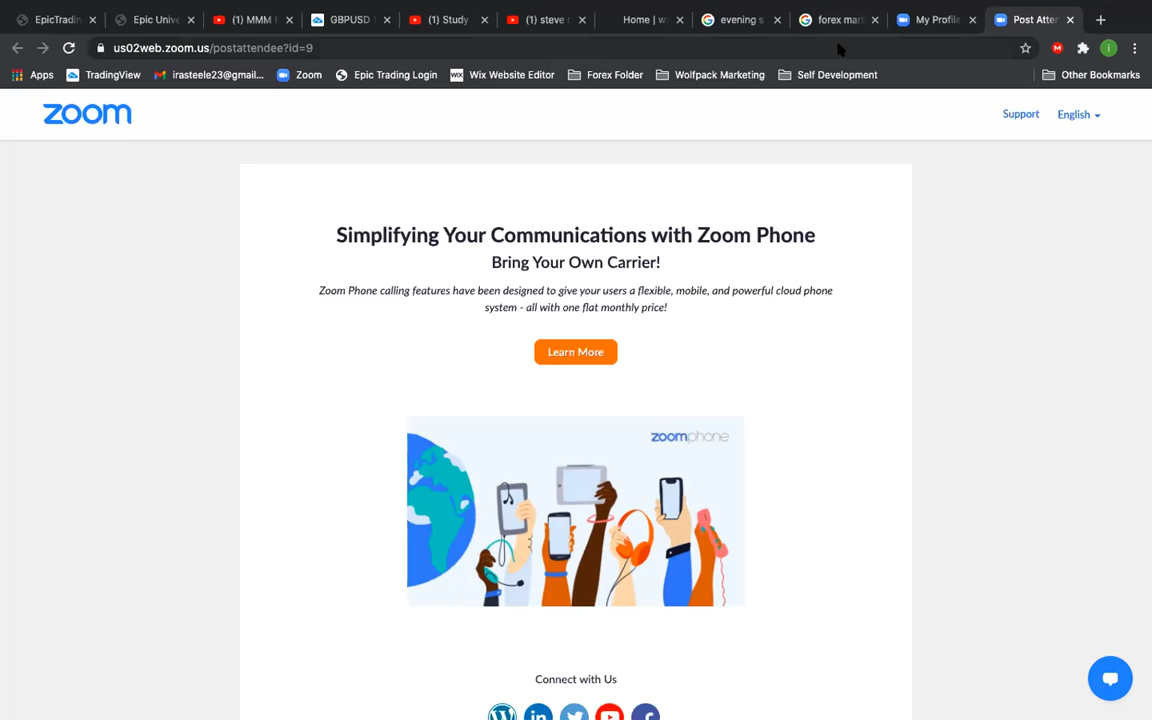 EpicTradin
Epic Unive
(1) MMM &
GBPUSD 1
(1) Study
(1) steve n
Home | w
evening s
forex mark
My Profile
Post Atten
us02web.zoom.us/postattendee?id=9
Apps
TradingView
irasteele23@gmail...
Zoom
Epic Trading Login
WIX Wix Website Editor
Forex Folder
Wolfpack Marketing
Self Development
Other Bookmarks
zoom
Support
English
Simplifying Your Communications with Zoom Phone
Bring Your Own Carrier!
Zoom Phone calling features have been designed to give your users a flexible, mobile, and powerful cloud phone
system - all with one flat monthly price!
Learn More
zoomphone
Connect with Us